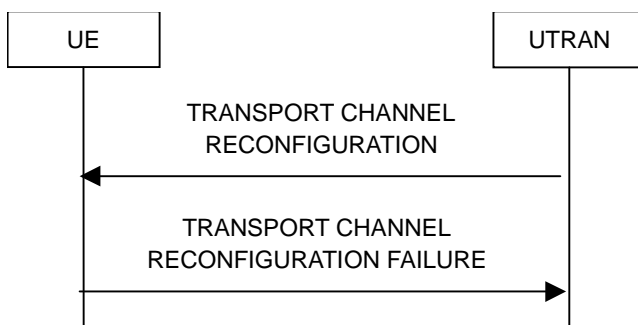 UE
UTRAN
TRANSPORT CHANNEL
RECONFIGURATION
TRANSPORT CHANNEL
RECONFIGURATION FAILURE